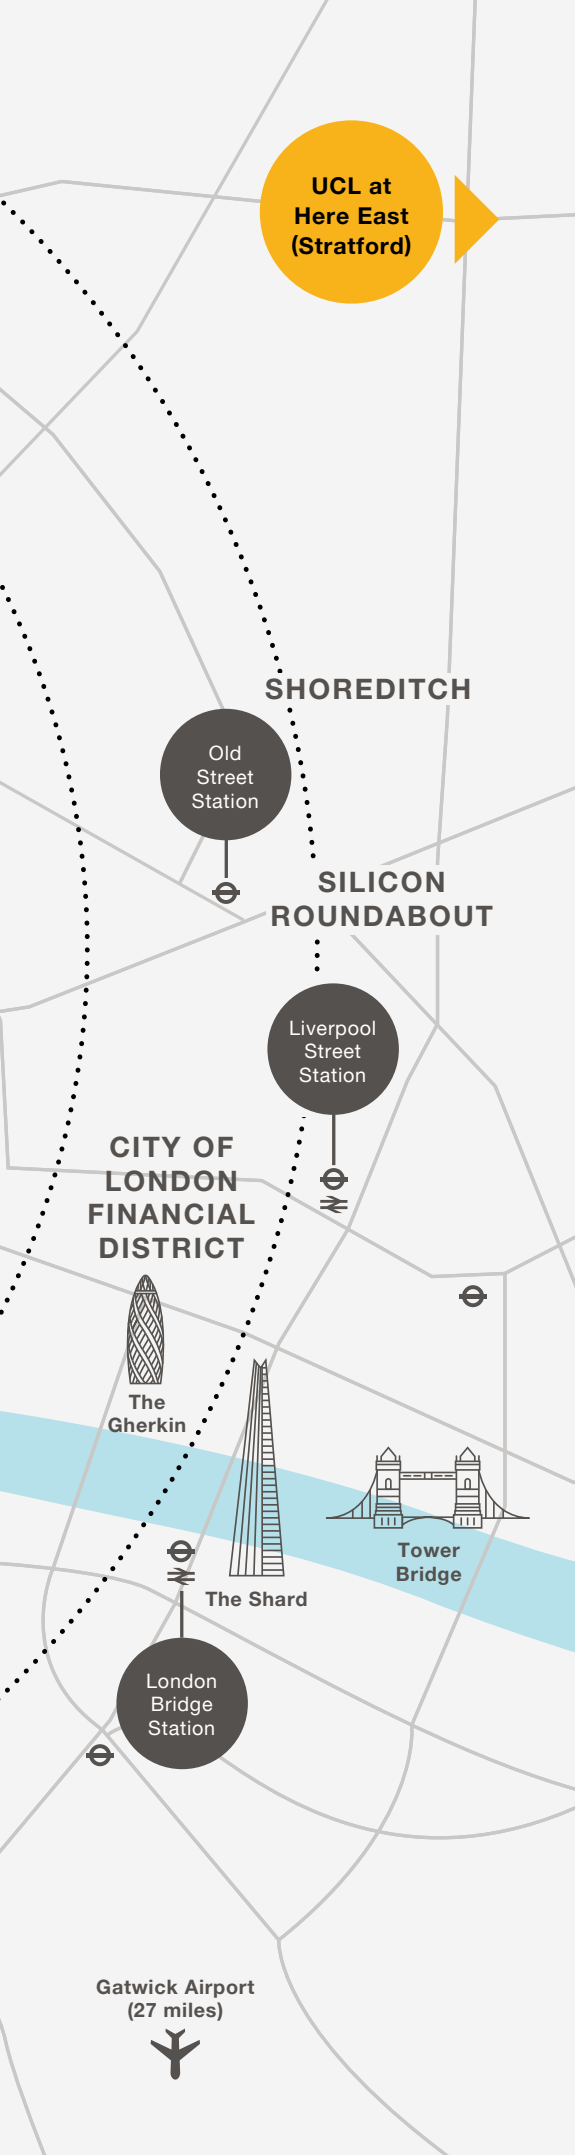 UCL at
Here East
(Stratford)
SHOREDITCH
Old
Street
Station
SILICON
ROUNDABOUT
Liverpool
Street
Station
CITY OF
LONDON
FINANCIAL
DISTRICT
The
Gherkin
Tower
Bridge
The Shard
London
Bridge
Station
Gatwick Airport
(27 miles)